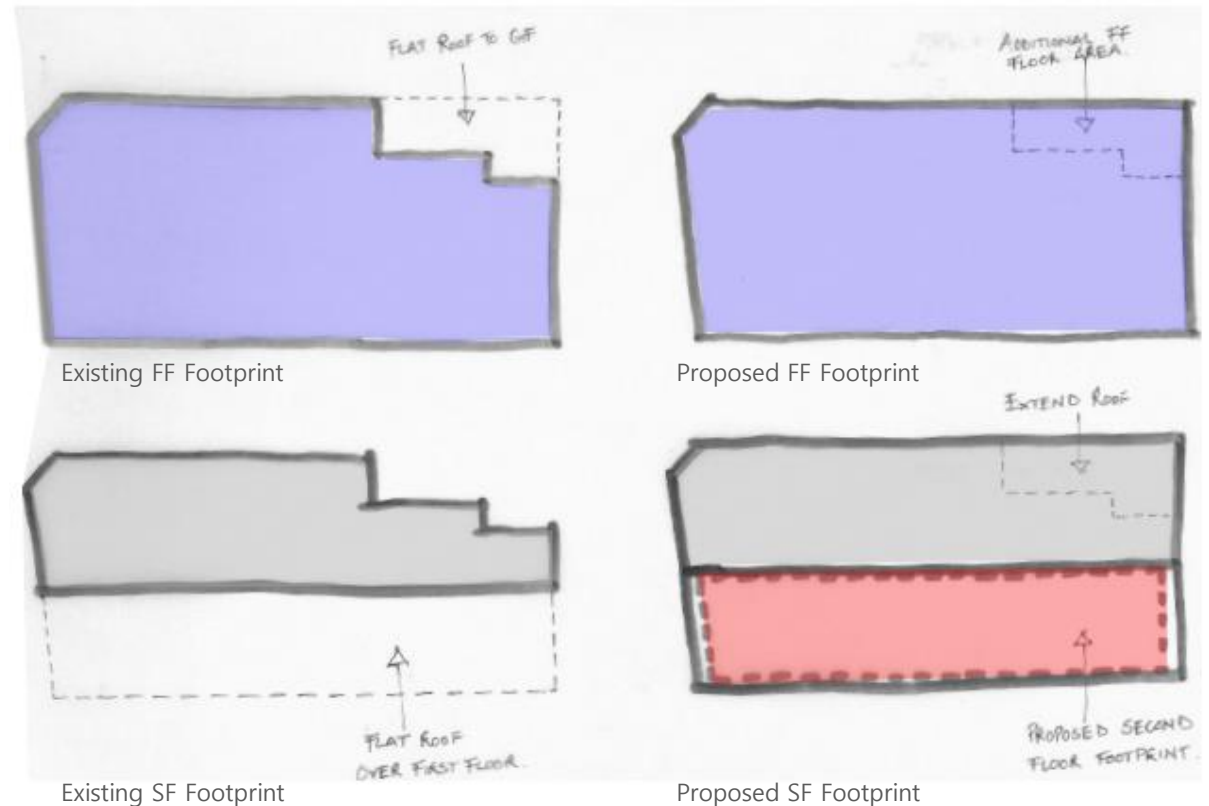 FLAT ROOF TO GF
ADDITIONAL FF
FLOOR AREA.
Existing FF Footprint
Proposed FF Footprint
EXTEND ROOF
FLAT ROOF
OVER FIRST FLOOR.
PROPOSED SECOND
FLOOR FOOTPRINT.
Existing SF Footprint
Proposed SF Footprint